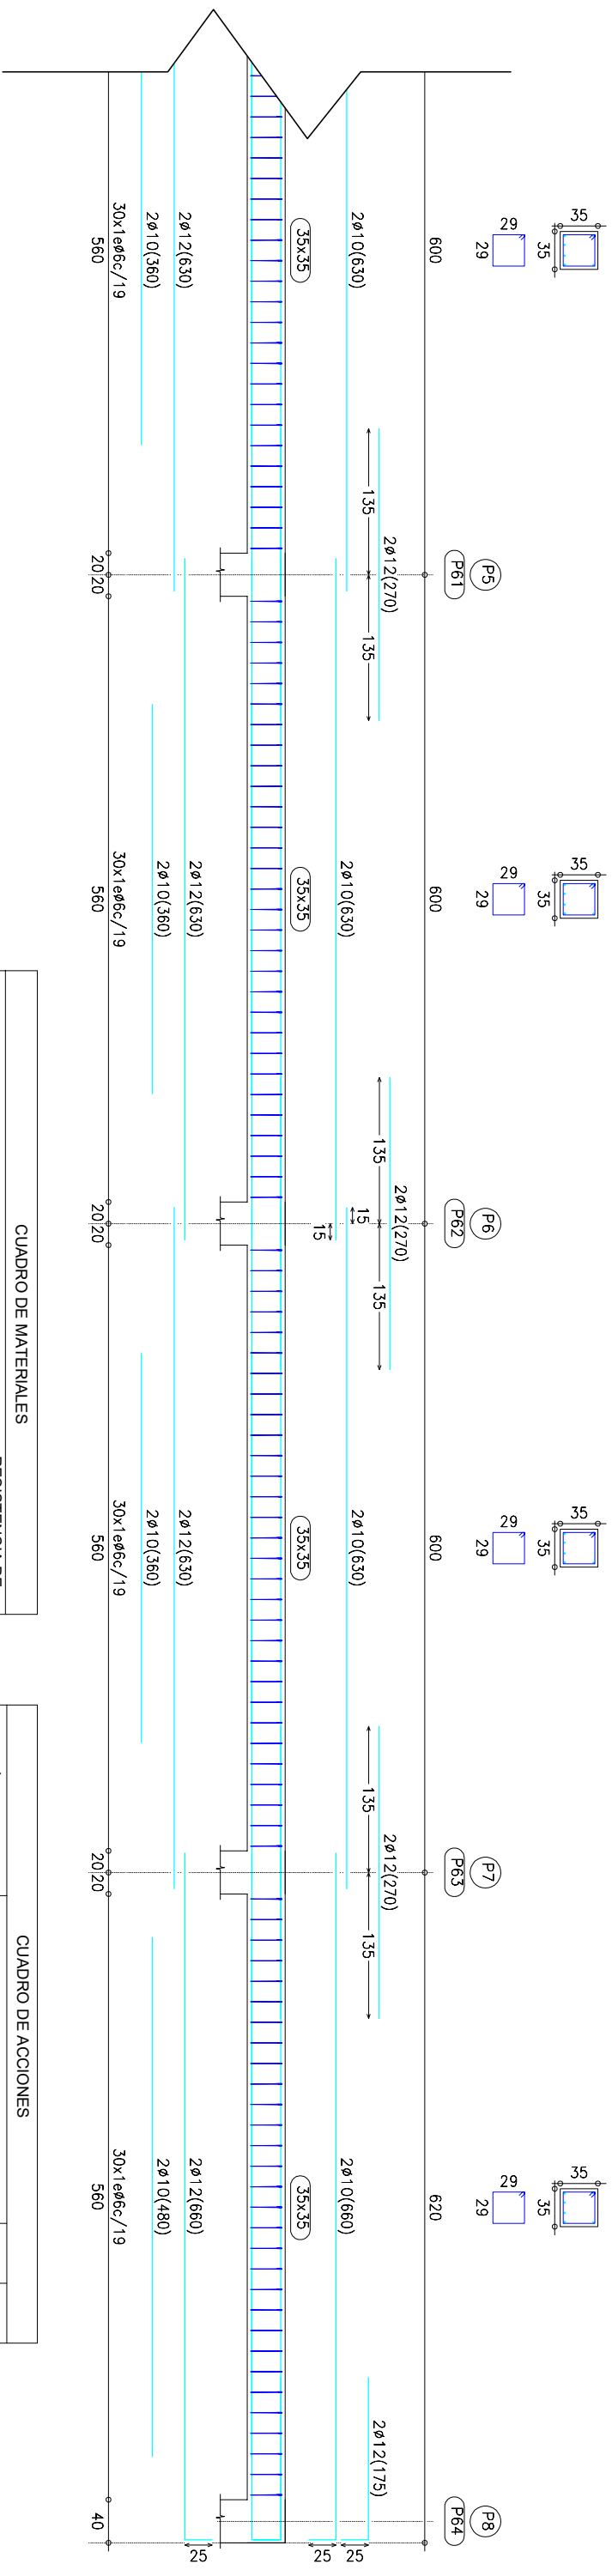 35 35 35 35
35 35 35 35
29 29 29 29
29 29 29 29
P5 P6 P7 P8
P61 P62 P63 P64
600 600 600 620
2ø12(270) 2ø12(270) 2ø12(270) 2ø12(175)
135 135 135 135 135 135 25
2ø10(630) 2ø10(630) 15 2ø10(630) 2ø10(660)
15 25
35x35 35x35 35x35 35x35
2ø12(630) 2ø12(630) 2ø12(630) 2ø12(660) 25
2ø10(360) 2ø10(360) 2ø10(360) 2ø10(480)
30x1eø6c/19 30x1eø6c/19 30x1eø6c/19 30x1eø6c/19
560 20 20 560 20 20 560 20 20 560 40
CUADRO DE MATERIALES
CUADRO DE ACCIONES